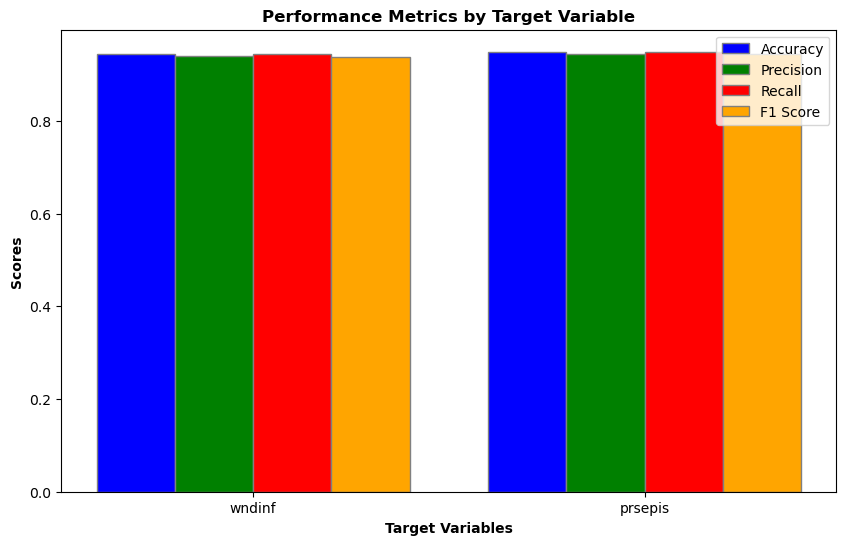 Performance Metrics by Target Variable
Accuracy
Precision
Recall
F1 Score
Scores
0.8
0.6
0.4
0.2
0.0
wndinf
prsepis
Target Variables